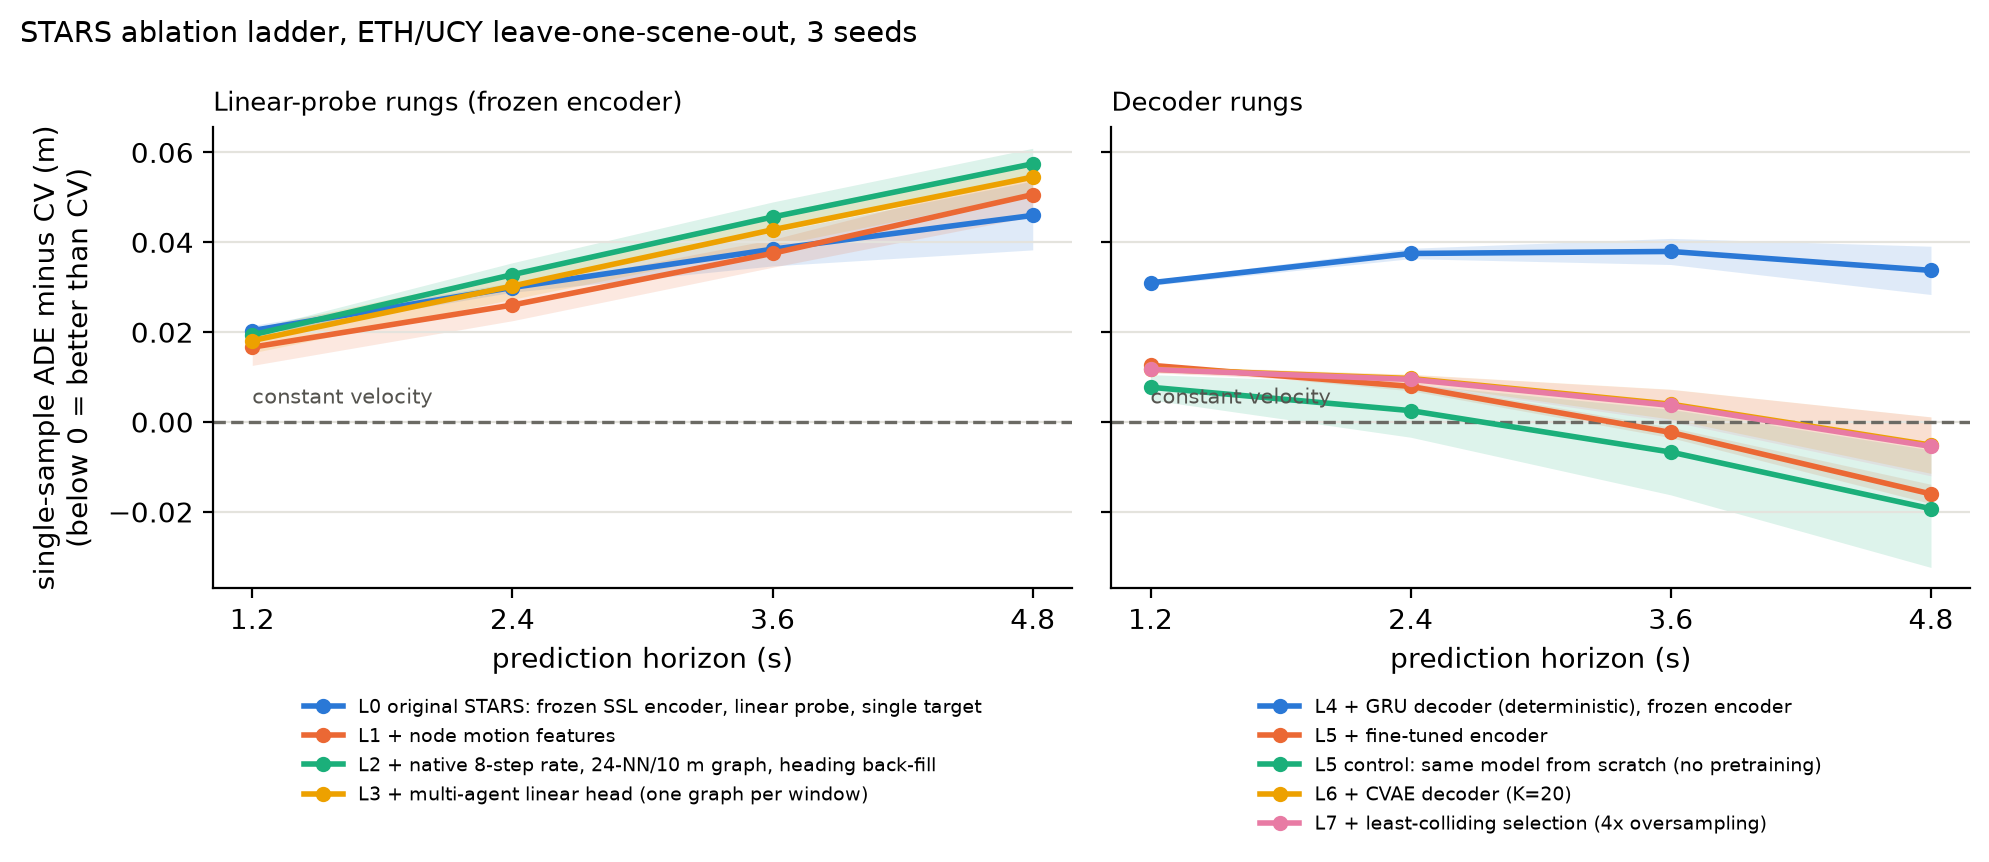 STARS ablation ladder, ETH/UCY leave-one-scene-out, 3 seeds
Linear-probe rungs (frozen encoder)
single-sample ADE minus CV (m)
(below 0 = better than CV)
0.06
0.04
0.02
0.00
−0.02
constant velocity
1.2 2.4 3.6 4.8
prediction horizon (s)
L0 original STARS: frozen SSL encoder, linear probe, single target
L1 + node motion features
L2 + native 8-step rate, 24-NN/10 m graph, heading back-fill
L3 + multi-agent linear head (one graph per window)
Decoder rungs
constant velocity
1.2 2.4 3.6 4.8
prediction horizon (s)
L4 + GRU decoder (deterministic), frozen encoder
L5 + fine-tuned encoder
L5 control: same model from scratch (no pretraining)
L6 + CVAE decoder (K=20)
L7 + least-colliding selection (4x oversampling)